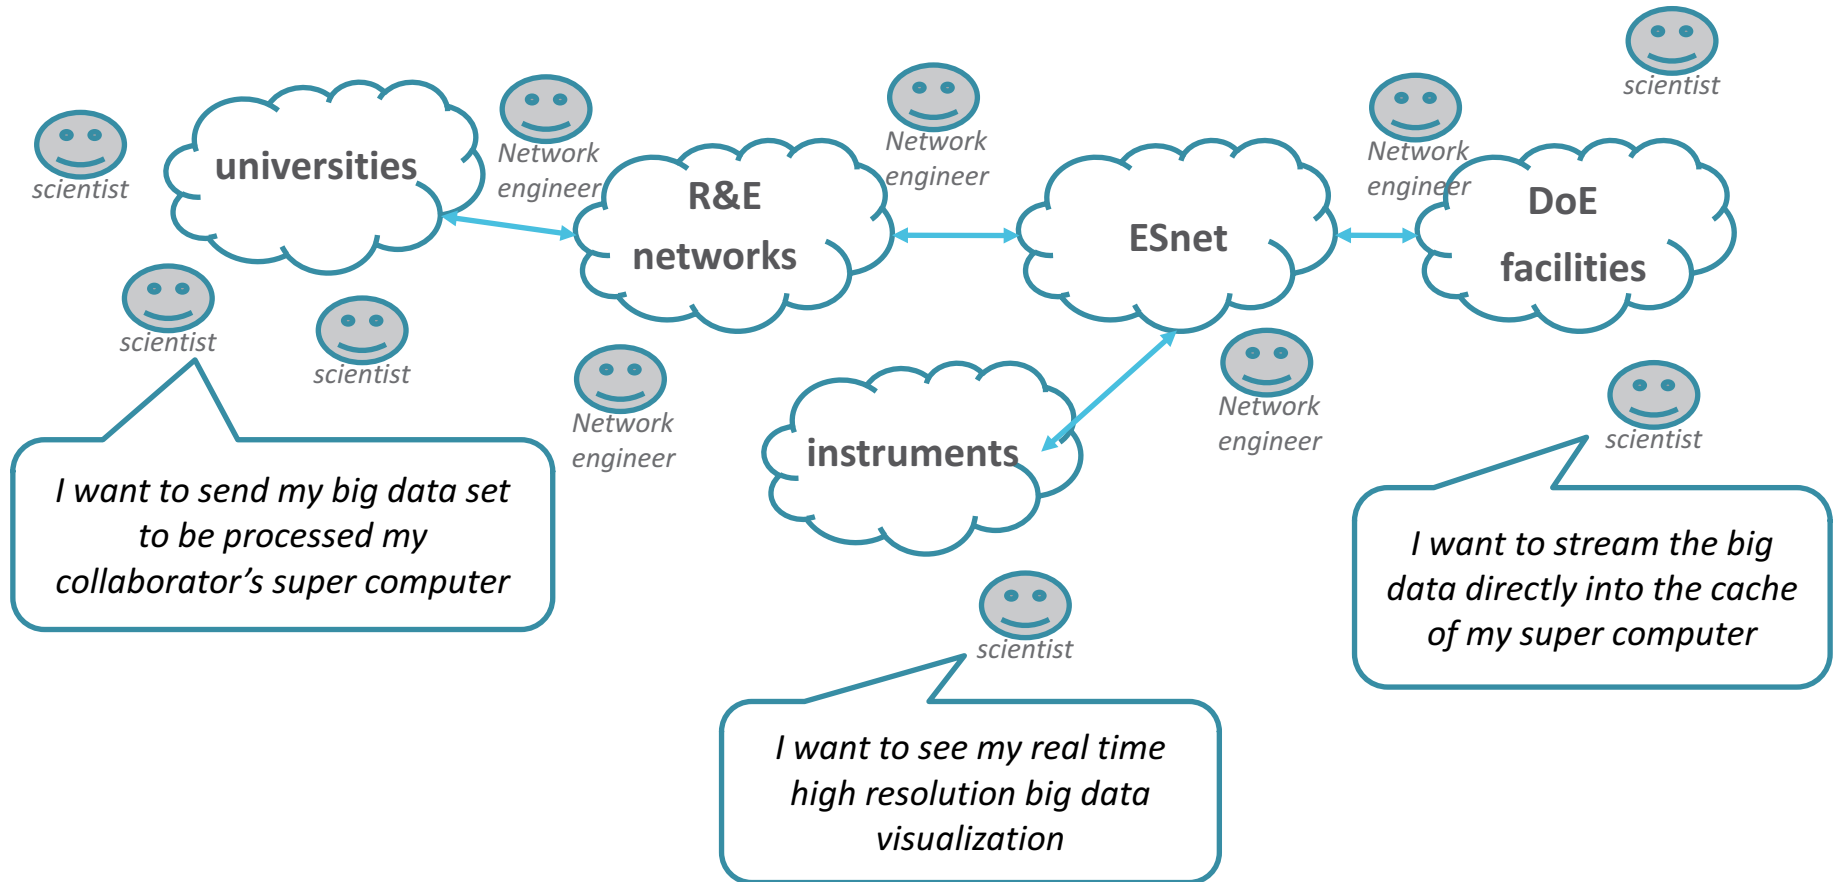 scientist
universities
scientist
scientist
I want to send my big data set
to be processed my
collaborator’s super computer
Network
engineer
R&E
networks
Network
engineer
Network
engineer
ESnet
instruments
Network
engineer
scientist
I want to see my real time
high resolution big data
visualization
Network
engineer
DoE
facilities
scientist
scientist
I want to stream the big
data directly into the cache
of my super computer